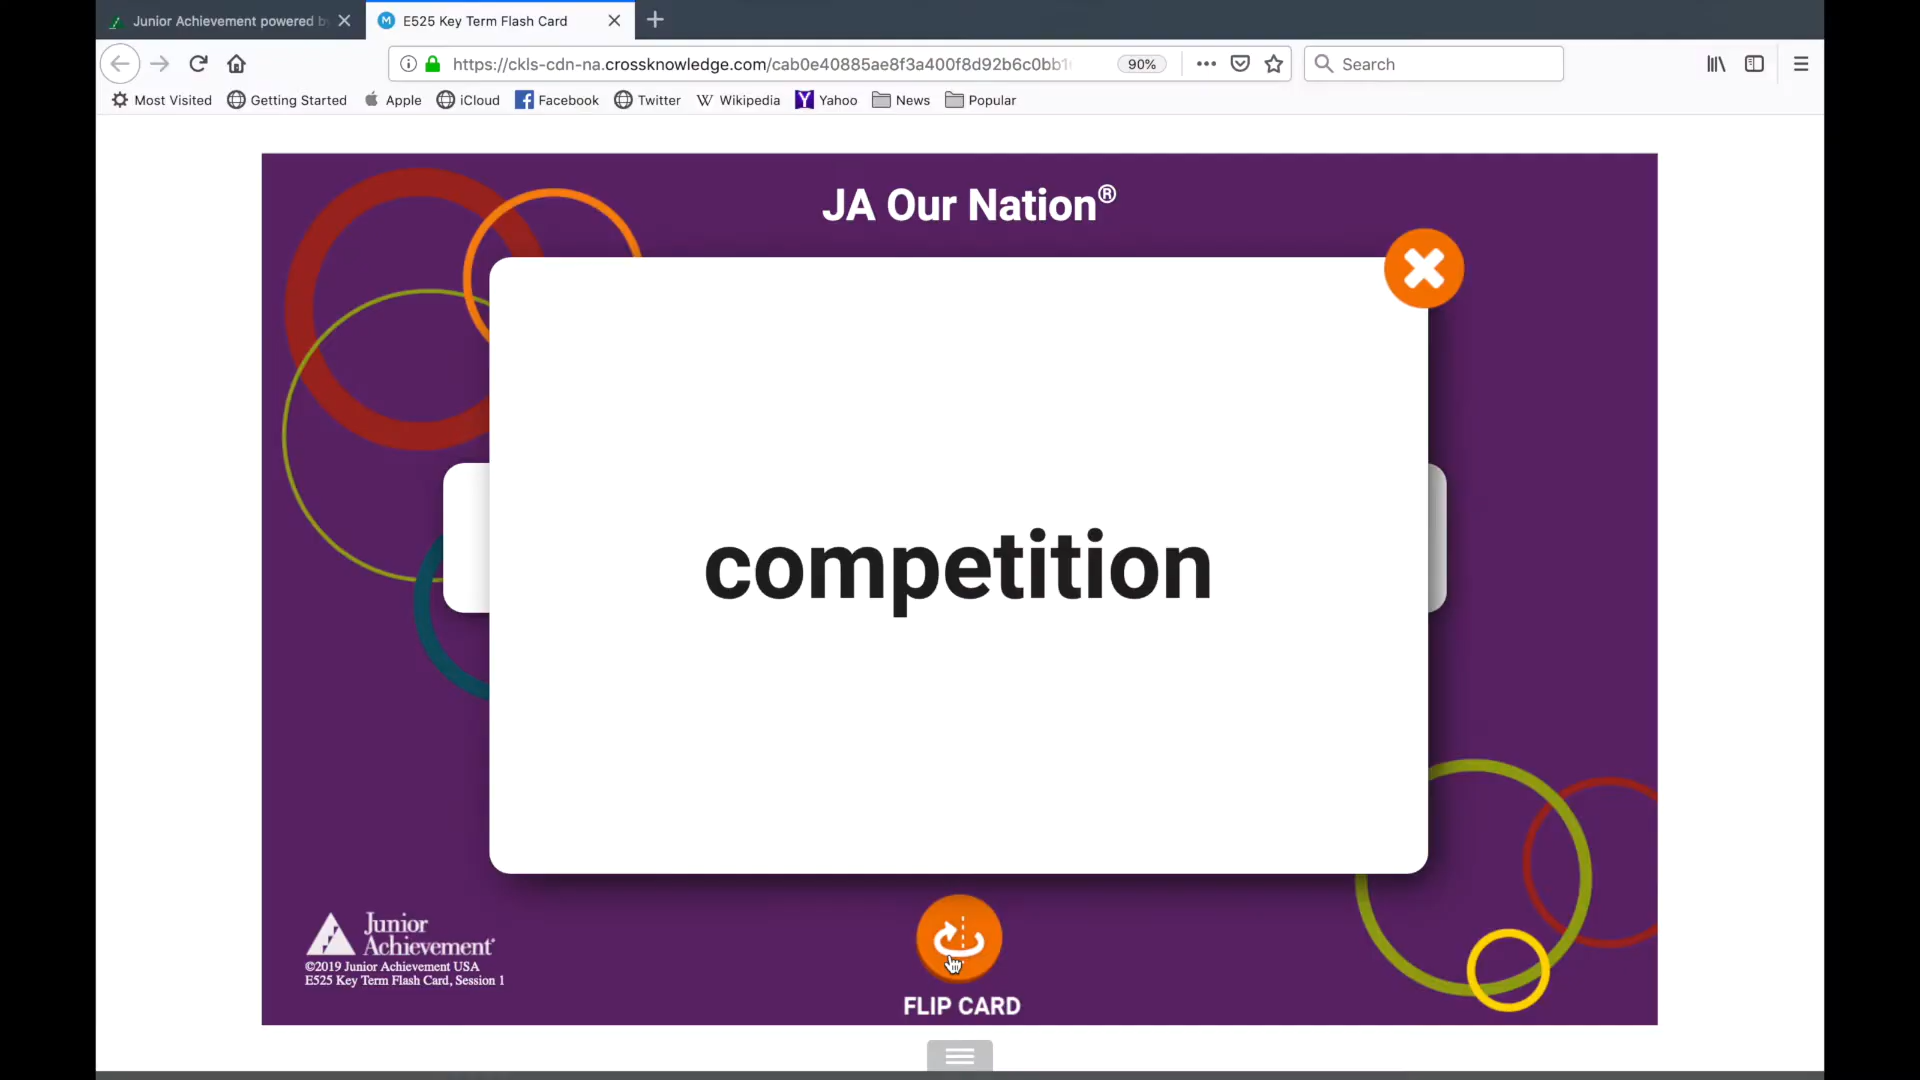 Junior Achievement powered b
E525 Key Term Flash Card
https://ckls-cdn-na.crossknowledge.com/cab0e40885ae8f3a400f8d92b6c0bb1
90%
Search
Most Visited
Getting Started
Apple
iCloud
Facebook
Twitter
Wikipedia
Yahoo
News
Popular
JA Our Nation®
competition
Junior
Achievement®
©2019 Junior Achievement USA
E525 Key Term Flash Card, Session 1
FLIP CARD